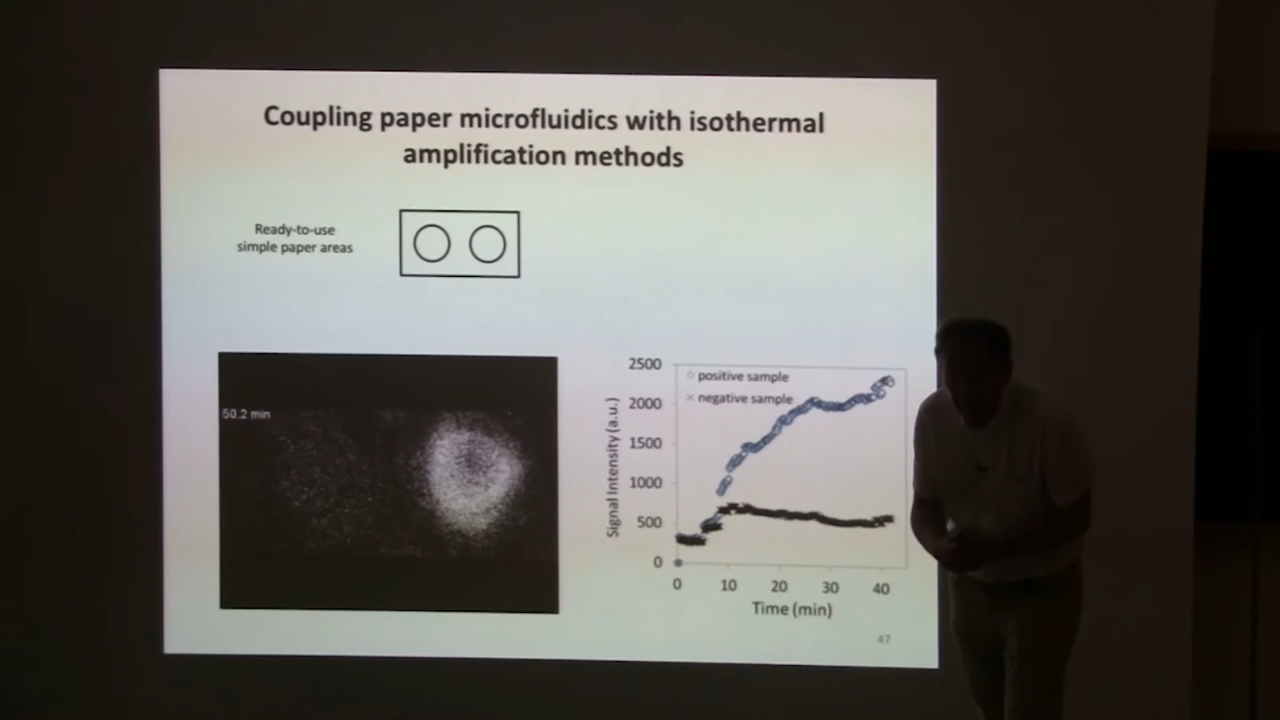 Coupling paper microfluidics with isothermal
amplification methods
Ready-to-use
simple paper areas
50.2 min
2500
2000
1500
1000
500
0
Signal Intensity (a.u.)
positive sample
negative sample
0 10 20 30 40
Time (min)
47